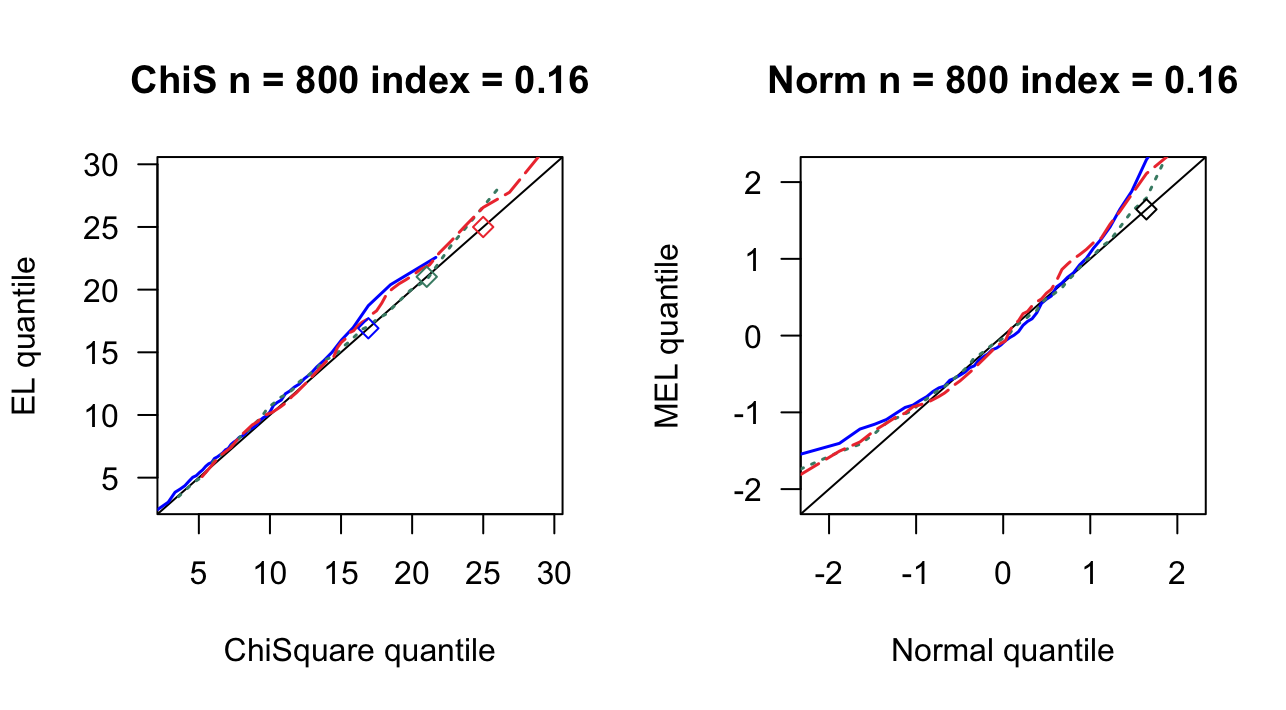 ChiS n = 800 index = 0.16
30
25
20
15
10
5
EL quantile
5 10 15 20 25 30
ChiSquare quantile
Norm n = 800 index = 0.16
2
1
0
-1
-2
MEL quantile
-2 -1 0 1 2
Normal quantile